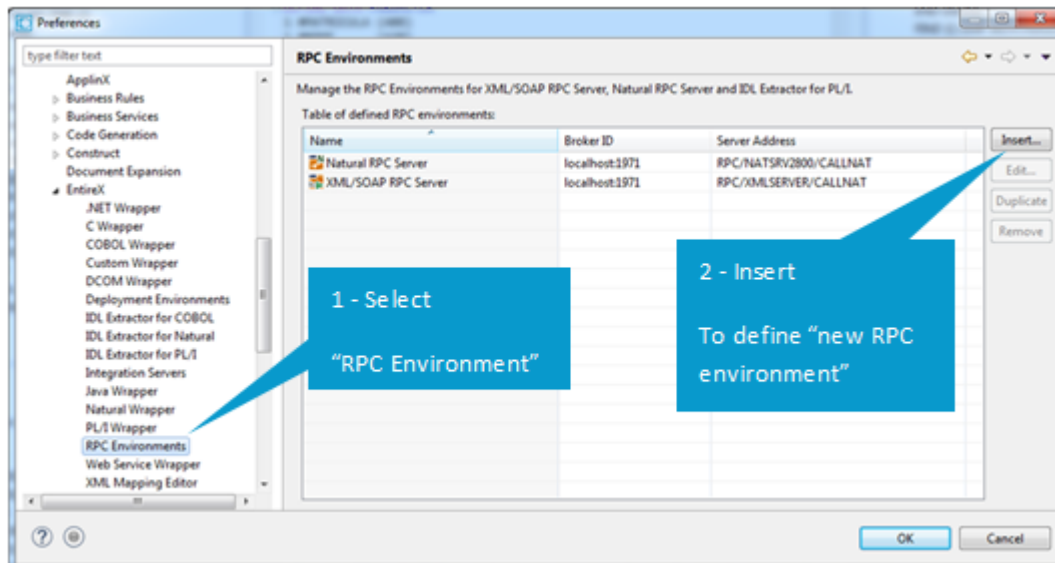 Preferences
type filter text
ApplinX
Business Rules
Business Services
Code Generation
Construct
Document Expansion
EntireX
.NET Wrapper
C Wrapper
COBOL Wrapper
Custom Wrapper
DCOM Wrapper
Deployment Environments
IDL Extractor for COBOL
IDL Extractor for Natural
IDL Extractor for PL/I
Integration Servers
Java Wrapper
Natural Wrapper
PL/I Wrapper
RPC Environments
Web Service Wrapper
XML Mapping Editor
RPC Environments
Manage the RPC Environments for XML/SOAP RPC Server, Natural RPC Server and IDL Extractor for PL/I.
Table of defined RPC environments:
Name Broker ID Server Address
Natural RPC Server localhost:1971 RPC/NATSRV2800/CALLNAT
XML/SOAP RPC Server localhost:1971 RPC/XMLSERVER/CALLNAT
Insert...
Edit...
Duplicate
Remove
1 - Select
“RPC Environment”
2 - Insert
To define “new RPC
environment”
OK Cancel